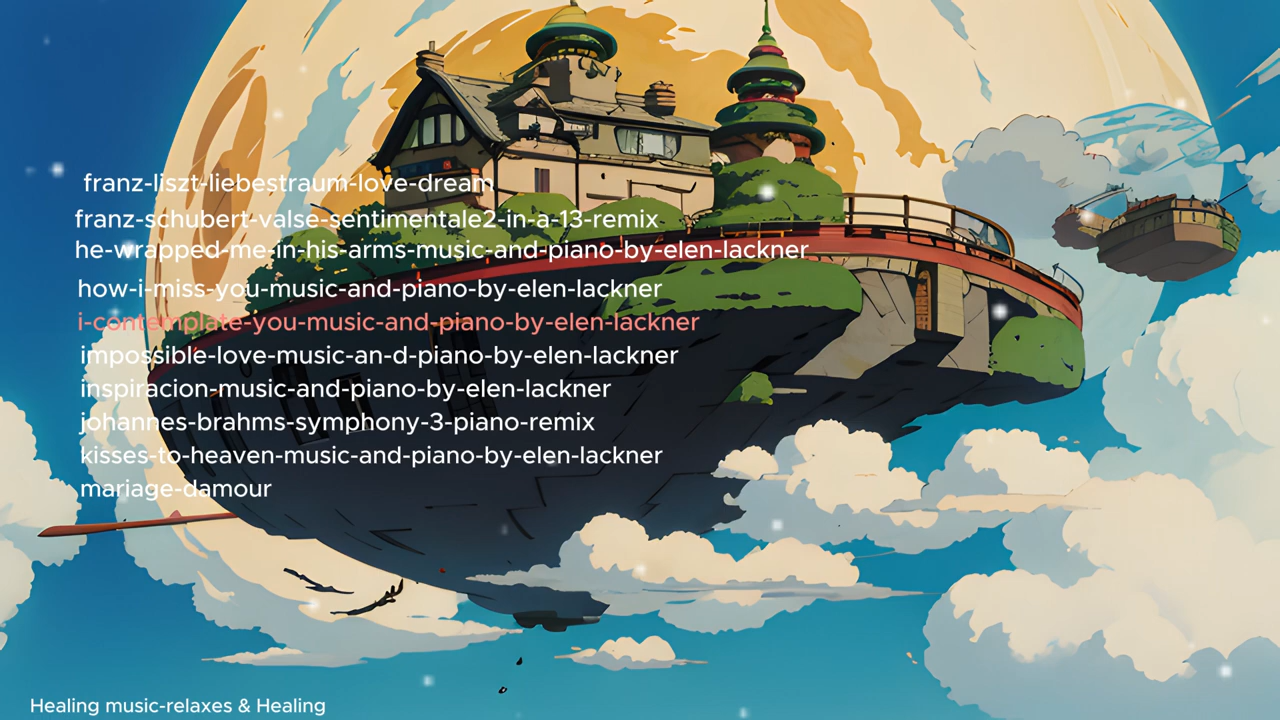 franz-liszt-liebestraum-love-dream
franz-schubert-valse-sentimentale2-in-a-13-remix
he-wrapped-me-in-his-arms-music-and-piano-by-elen-lackner
how-i-miss-you-music-and-piano-by-elen-lackner
i-contemplate-you-music-and-piano-by-elen-lackner
impossible-love-music-an-d-piano-by-elen-lackner
inspiracion-music-and-piano-by-elen-lackner
johannes-brahms-symphony-3-piano-remix
kisses-to-heaven-music-and-piano-by-elen-lackner
mariage-damour
Healing music-relaxes & Healing